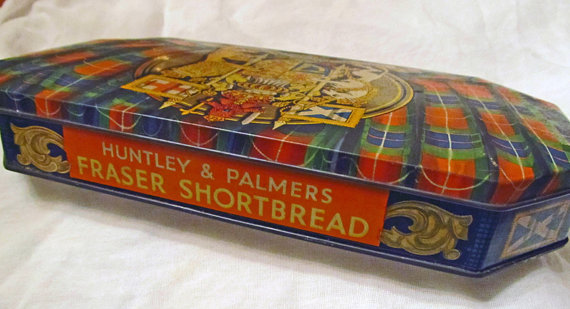 HUNTLEY & PALMERS
FRASER SHORTBREAD